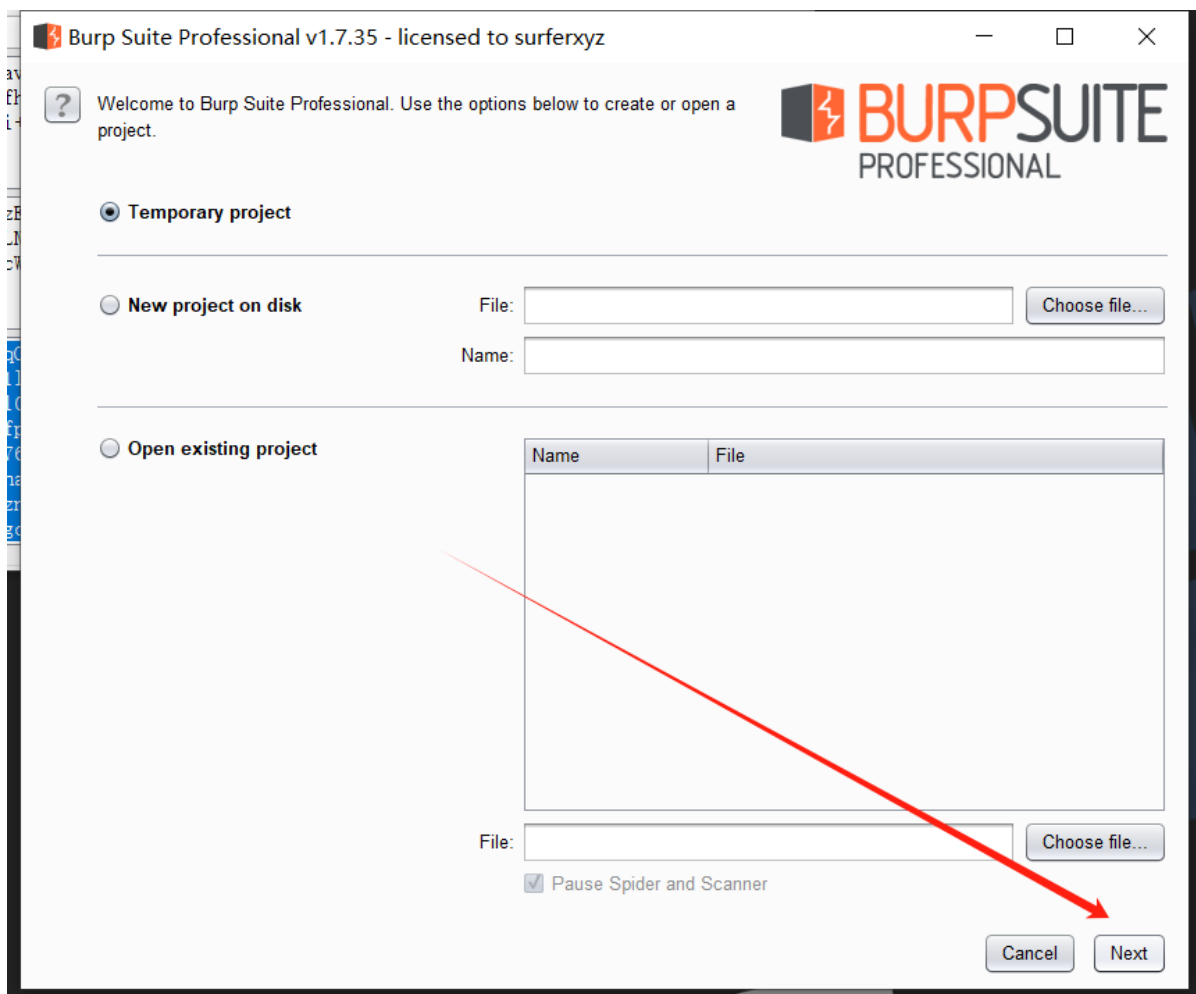 Burp Suite Professional v1.7.35 - licensed to surferxyz
?
Welcome to Burp Suite Professional. Use the options below to create or open a
project.
BURPSUITE
PROFESSIONAL
Temporary project
New project on disk
File:
Choose file...
Name:
Open existing project
Name File
File:
Choose file...
Pause Spider and Scanner
Cancel
Next